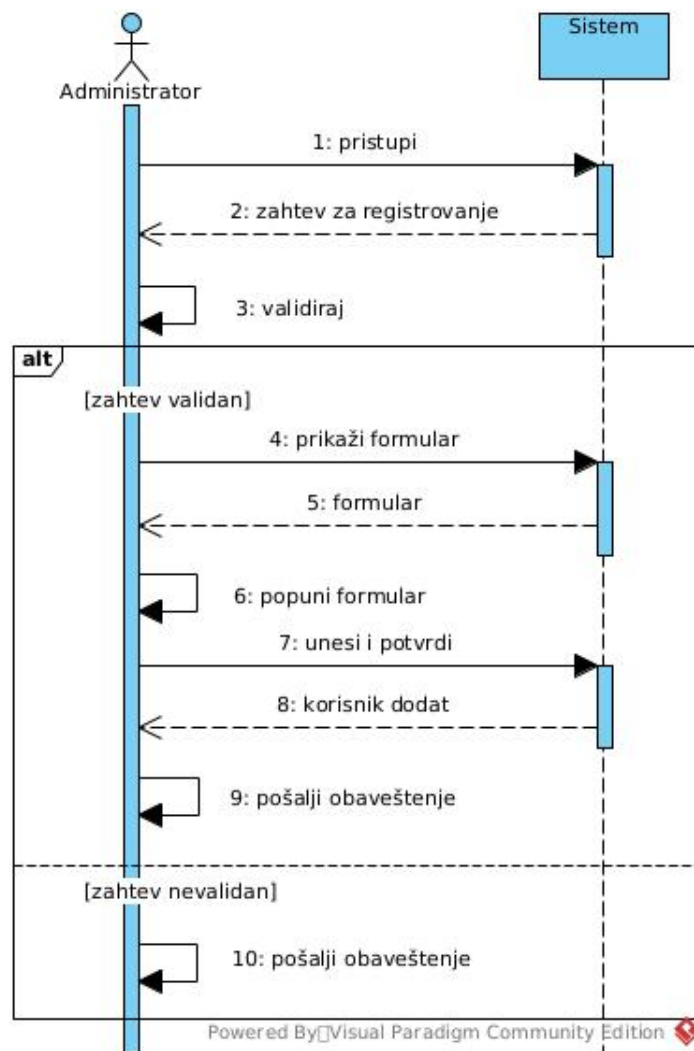 Sistem
Administrator
1: pristupi
2: zahtev za registrovanje
3: validiraj
alt
[zahtev validan]
4: prikaži formular
5: formular
6: popuni formular
7: unesi i potvrdi
8: korisnik dodat
9: pošalji obaveštenje
[zahtev nevalidan]
10: pošalji obaveštenje
Powered By Visual Paradigm Community Edition